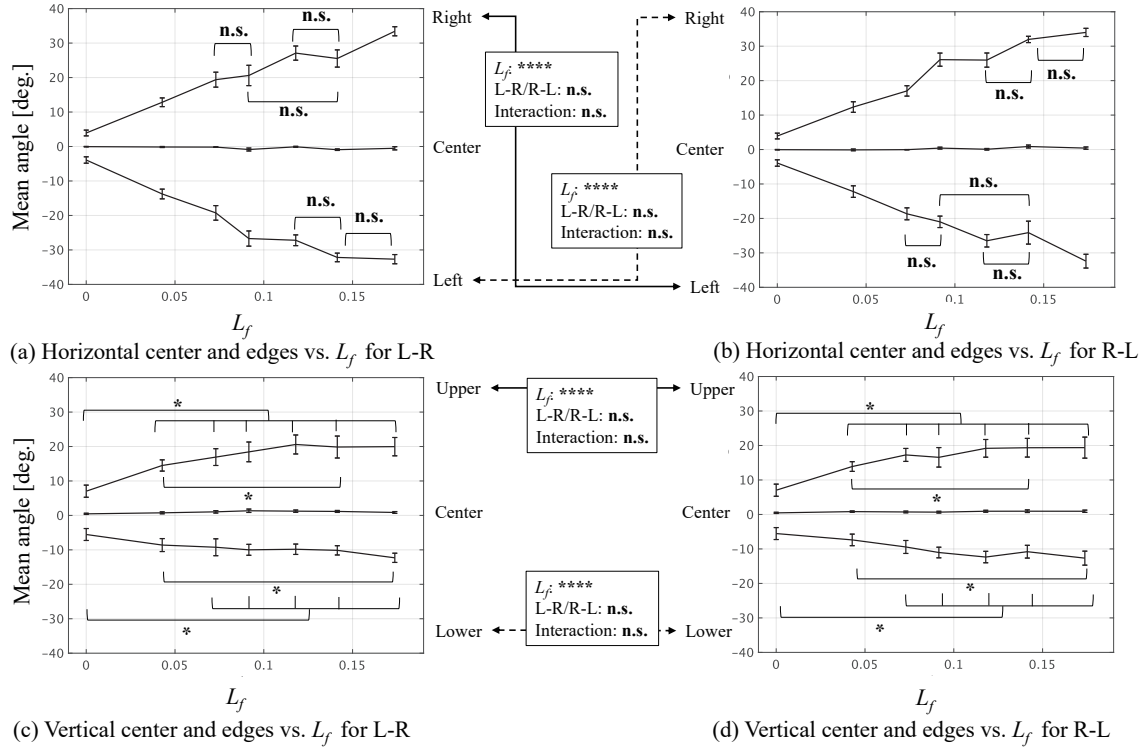 40
30
20
10
0
−10
−20
−30
−40
Mean angle [deg.]
n.s.
n.s.
n.s.
n.s.
n.s.
0
0.05
0.1
0.15
L_f
(a) Horizontal center and edges vs. L_f for L-R
Right
Center
Left
L_f: ****
L-R/R-L: n.s.
Interaction: n.s.
L_f: ****
L-R/R-L: n.s.
Interaction: n.s.
Right
Center
Left
40
30
20
10
0
−10
−20
−30
−40
n.s.
n.s.
n.s.
n.s.
n.s.
0
0.05
0.1
0.15
L_f
(b) Horizontal center and edges vs. L_f for R-L
40
30
20
10
0
−10
−20
−30
−40
Mean angle [deg.]
*
*
*
*
0
0.05
0.1
0.15
L_f
(c) Vertical center and edges vs. L_f for L-R
Upper
Center
Lower
L_f: ****
L-R/R-L: n.s.
Interaction: n.s.
L_f: ****
L-R/R-L: n.s.
Interaction: n.s.
Upper
Center
Lower
40
30
20
10
0
−10
−20
−30
−40
*
*
*
*
0
0.05
0.1
0.15
L_f
(d) Vertical center and edges vs. L_f for R-L